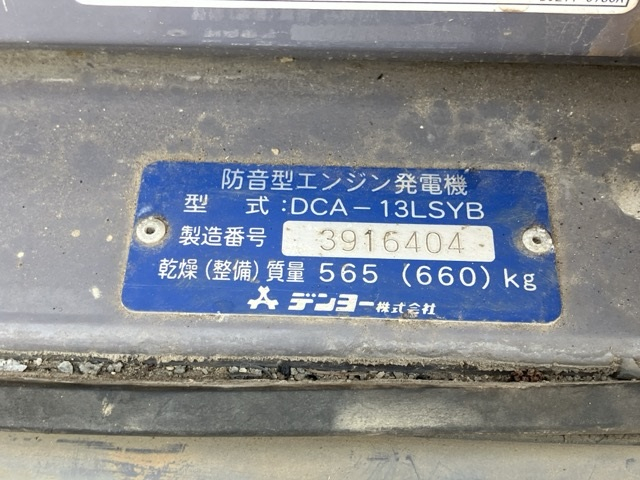 防音型エンジン発電機
型 式 :DCA-13LSYB
製造番号 3916404
乾燥(整備)質量 565 (660) kg
デンヨー株式会社